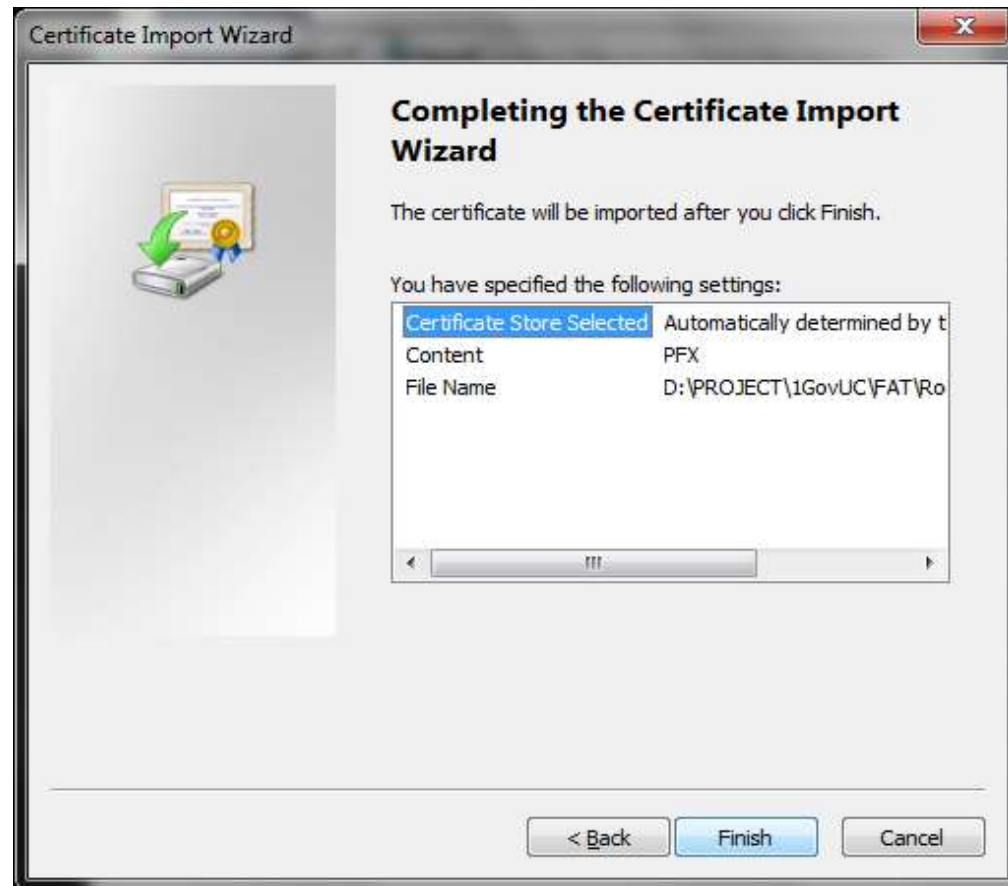 Certificate Import Wizard
Completing the Certificate Import
Wizard
The certificate will be imported after you click Finish.
You have specified the following settings:
Certificate Store Selected Automatically determined by t
Content PFX
File Name D:\PROJECT\1GovUC\FAT\Ro
< Back Finish Cancel